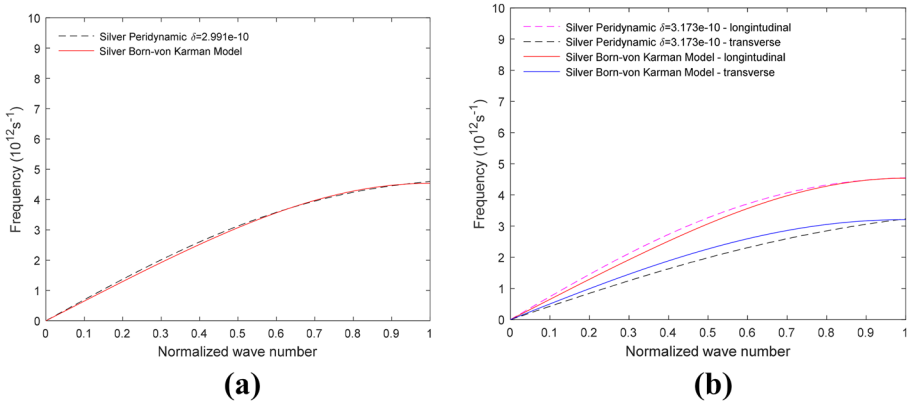 10
9
8
7
6
5
4
3
2
1
0
Frequency (10^12 s^-1)
Silver Peridynamic δ=2.991e-10
Silver Born-von Karman Model
0 0.1 0.2 0.3 0.4 0.5 0.6 0.7 0.8 0.9 1
Normalized wave number
(a)
10
9
8
7
6
5
4
3
2
1
0
Frequency (10^12 s^-1)
Silver Peridynamic δ=3.173e-10 - longintudinal
Silver Peridynamic δ=3.173e-10 - transverse
Silver Born-von Karman Model - longintudinal
Silver Born-von Karman Model - transverse
0 0.1 0.2 0.3 0.4 0.5 0.6 0.7 0.8 0.9 1
Normalized wave number
(b)